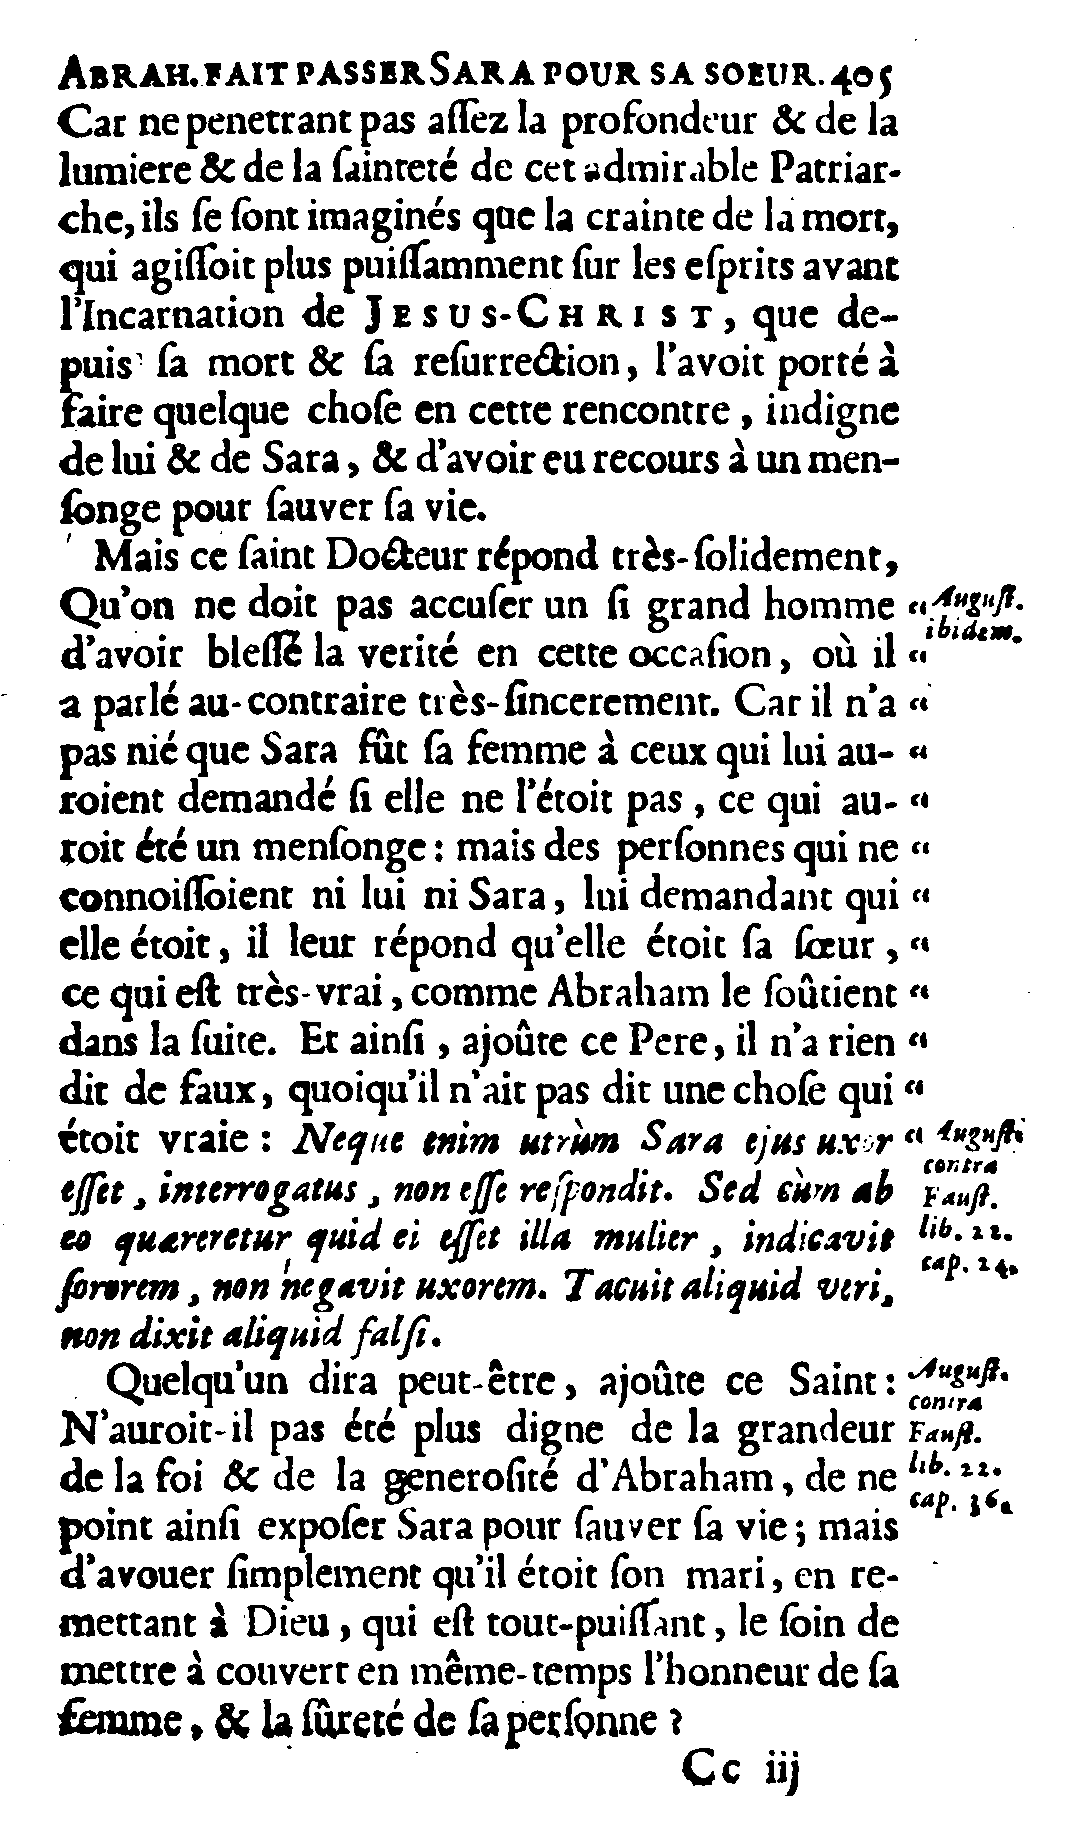 ABRAH. FAIT PASSER SARA POUR SA SOEUR. 405
Car ne penetrant pas aſſez la profondeur & de la
lumiere & de la ſainteté de cet admirable Patriar-
che, ils ſe ſont imaginés que la crainte de la mort,
qui agiſſoit plus puiſſamment ſur les eſprits avant
l'Incarnation de JESUS-CHRIST, que de-
puis ſa mort & ſa reſurrection, l'avoit porté à
faire quelque choſe en cette rencontre, indigne
de lui & de Sara, & d'avoir eu recours à un men-
ſonge pour ſauver ſa vie.
Mais ce ſaint Docteur répond très-ſolidement,
Qu'on ne doit pas accuſer un ſi grand homme “ Auguſt.
d'avoir bleſſé la verité en cette occaſion, où il “ ibidem.
a parlé au-contraire très-ſincerement. Car il n'a “
pas nié que Sara fût ſa femme à ceux qui lui au- “
roient demandé ſi elle ne l'étoit pas, ce qui au- “
roit été un menſonge : mais des perſonnes qui ne “
connoiſſoient ni lui ni Sara, lui demandant qui “
elle étoit, il leur répond qu'elle étoit ſa ſœur, “
ce qui eſt très-vrai, comme Abraham le ſoûtient “
dans la ſuite. Et ainſi, ajoûte ce Pere, il n'a rien “
dit de faux, quoiqu'il n'ait pas dit une choſe qui “
étoit vraie : Neque enim utrùm Sara ejus uxor “ Auguſt.
eſſet, interrogatus, non eſſe reſpondit. Sed cùm ab contra Fauſt.
eo quæreretur quid ei eſſet illa mulier, indicavit lib. 22.
ſororem, non negavit uxorem. Tacuit aliquid veri, cap. 24.
non dixit aliquid falſi.
Quelqu'un dira peut-être, ajoûte ce Saint : Auguſt. contra
N'auroit-il pas été plus digne de la grandeur Fauſt.
de la foi & de la generoſité d'Abraham, de ne lib. 22.
point ainſi expoſer Sara pour ſauver ſa vie ; mais cap. 36.
d'avouer ſimplement qu'il étoit ſon mari, en re-
mettant à Dieu, qui eſt tout-puiſſant, le ſoin de
mettre à couvert en même-temps l'honneur de ſa
femme, & la ſûreté de ſa perſonne ?
Cc iij